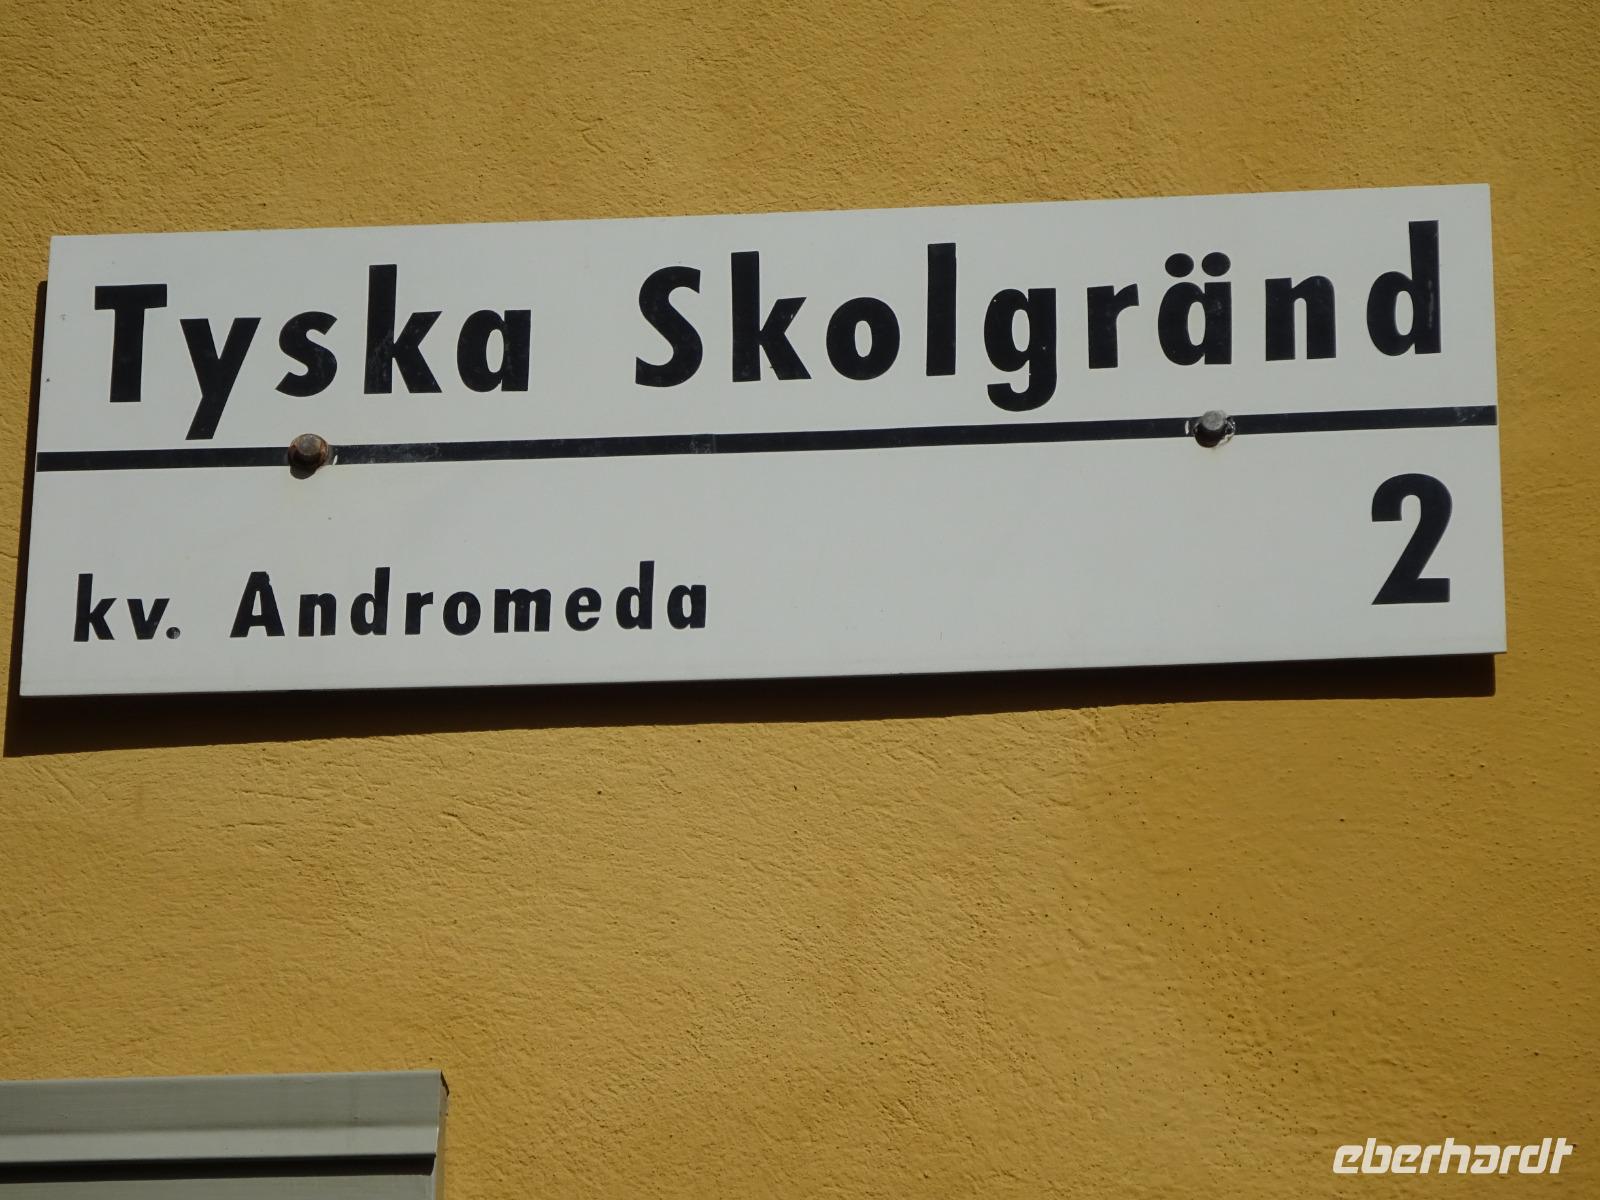 Tyska Skolgränd
2
kv. Andromeda
eberhardt